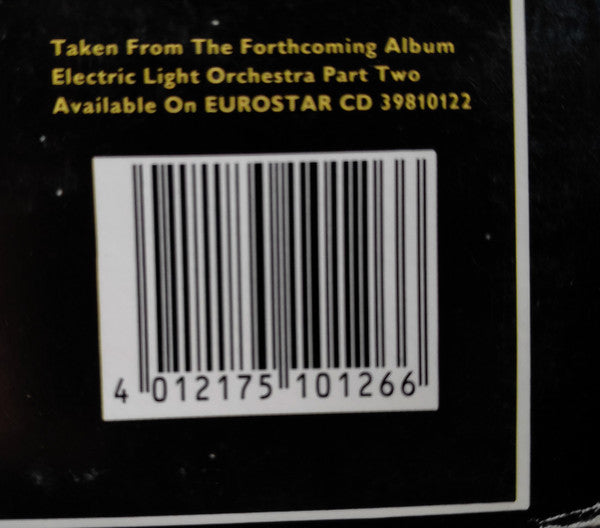 Taken From The Forthcoming Album
Electric Light Orchestra Part Two
Available On EUROSTAR CD 39810122
4 012175 101266